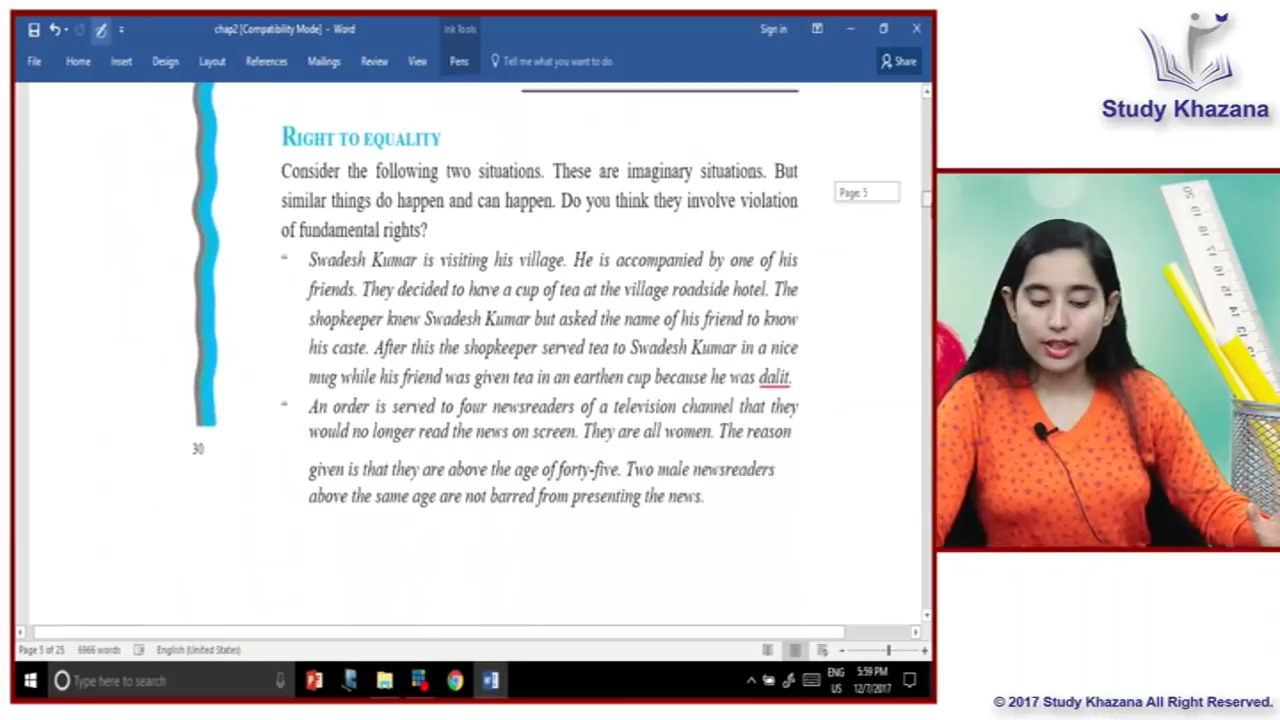 chap2 [Compatibility Mode] - Word
Ink Tools
Sign in
File Home Insert Design Layout References Mailings Review View Pens Tell me what you want to do Share
Study Khazana
RIGHT TO EQUALITY
Consider the following two situations. These are imaginary situations. But
similar things do happen and can happen. Do you think they involve violation
of fundamental rights?
Page: 5
Swadesh Kumar is visiting his village. He is accompanied by one of his
friends. They decided to have a cup of tea at the village roadside hotel. The
shopkeeper knew Swadesh Kumar but asked the name of his friend to know
his caste. After this the shopkeeper served tea to Swadesh Kumar in a nice
mug while his friend was given tea in an earthen cup because he was dalit.
An order is served to four newsreaders of a television channel that they
would no longer read the news on screen. They are all women. The reason
30
given is that they are above the age of forty-five. Two male newsreaders
above the same age are not barred from presenting the news.
Page 5 of 25 6966 words English (United States)
Type here to search
ENG
US
5:59 PM
12/7/2017
© 2017 Study Khazana All Right Reserved.